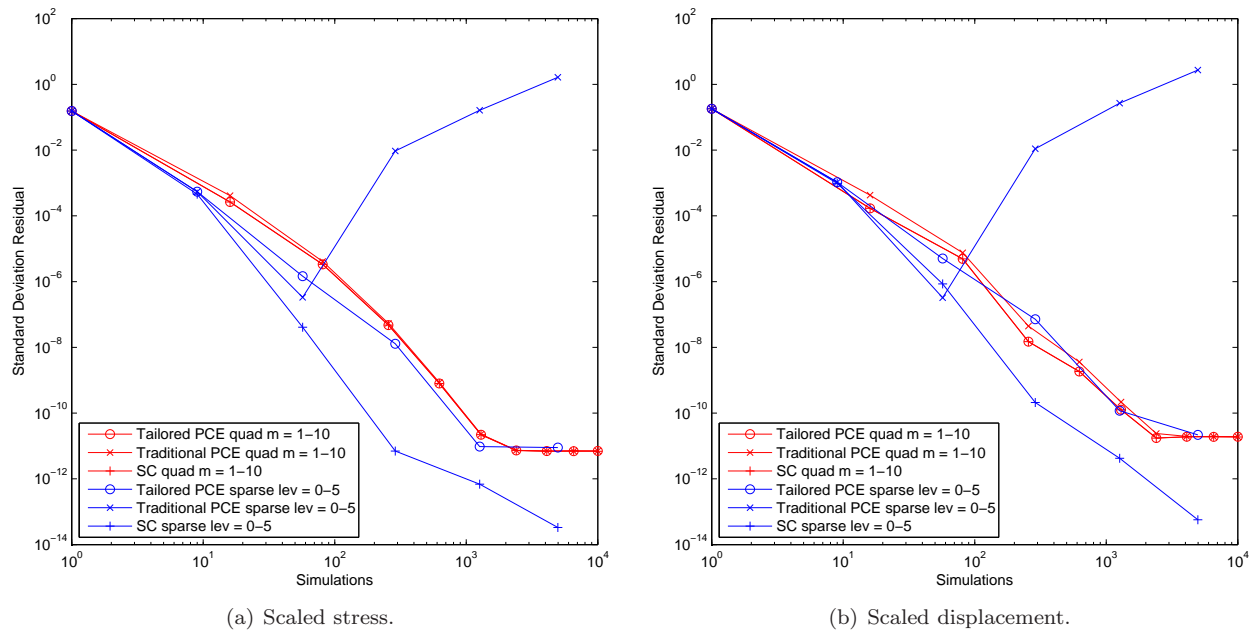 10^2
10^0
10^-2
10^-4
10^-6
10^-8
10^-10
10^-12
10^-14
Standard Deviation Residual
Tailored PCE quad m = 1–10
Traditional PCE quad m = 1–10
SC quad m = 1–10
Tailored PCE sparse lev = 0–5
Traditional PCE sparse lev = 0–5
SC sparse lev = 0–5
10^0 10^1 10^2 10^3 10^4
Simulations
(a) Scaled stress.
10^2
10^0
10^-2
10^-4
10^-6
10^-8
10^-10
10^-12
10^-14
Standard Deviation Residual
Tailored PCE quad m = 1–10
Traditional PCE quad m = 1–10
SC quad m = 1–10
Tailored PCE sparse lev = 0–5
Traditional PCE sparse lev = 0–5
SC sparse lev = 0–5
10^0 10^1 10^2 10^3 10^4
Simulations
(b) Scaled displacement.